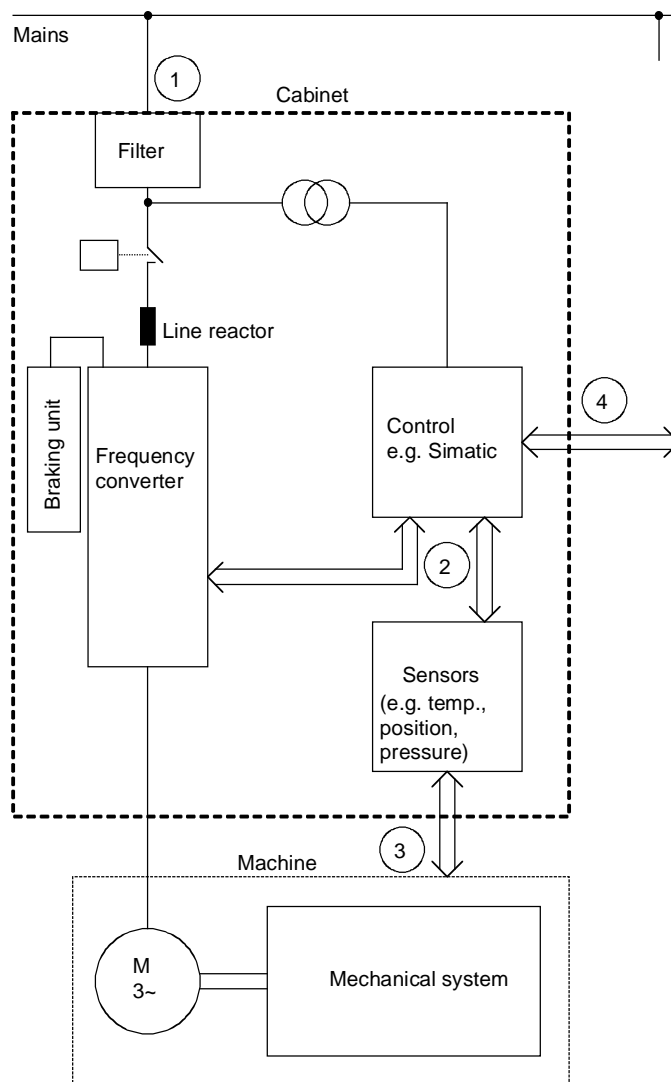 Mains
1
Cabinet
Filter
Line reactor
Braking unit
Frequency
converter
Control
e.g. Simatic
4
2
Sensors
(e.g. temp.,
position,
pressure)
3
Machine
M
3~
Mechanical system